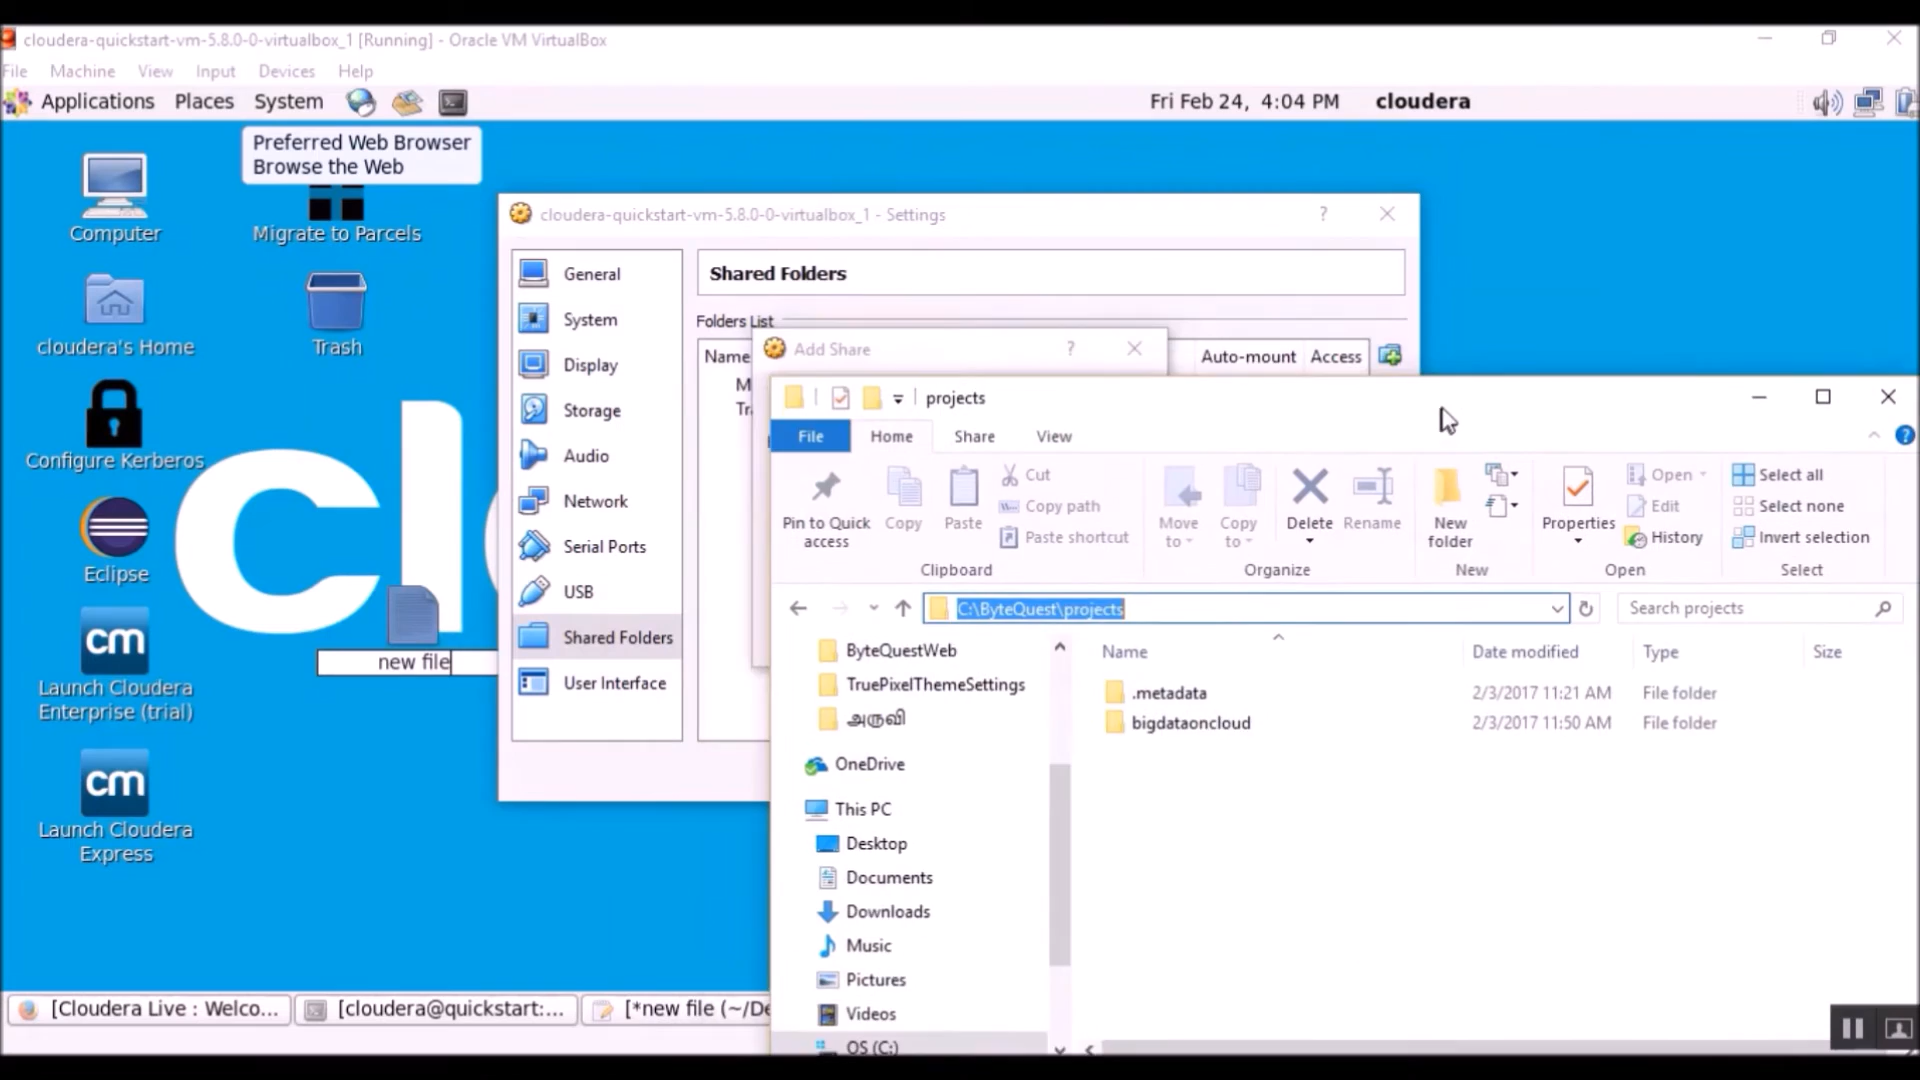 cloudera-quickstart-vm-5.8.0-0-virtualbox_1 [Running] - Oracle VM VirtualBox
File Machine View Input Devices Help
Applications Places System
Fri Feb 24, 4:04 PM cloudera
Preferred Web Browser
Browse the Web
Computer
Migrate to Parcels
cloudera's Home
Trash
Configure Kerberos
Eclipse
cl
new file
cm
Launch Cloudera
Enterprise (trial)
cm
Launch Cloudera
Express
cloudera-quickstart-vm-5.8.0-0-virtualbox_1 - Settings
?
General
System
Display
Storage
Audio
Network
Serial Ports
USB
Shared Folders
User Interface
Shared Folders
Folders List
Name
Auto-mount Access
M
Add Share
?
projects
File Home Share View
?
Pin to Quick
access
Copy
Paste
Cut
Copy path
Paste shortcut
Clipboard
Move
to
Copy
to
Delete
Rename
Organize
New
folder
New
Properties
Open
Edit
History
Open
Select all
Select none
Invert selection
Select
C:\ByteQuest\projects
Search projects
ByteQuestWeb
TruePixelThemeSettings
அருவி
OneDrive
This PC
Desktop
Documents
Downloads
Music
Pictures
Videos
OS (C:)
Name Date modified Type Size
.metadata 2/3/2017 11:21 AM File folder
bigdataoncloud 2/3/2017 11:50 AM File folder
[Cloudera Live : Welco...
[cloudera@quickstart:...
[*new file (~/De